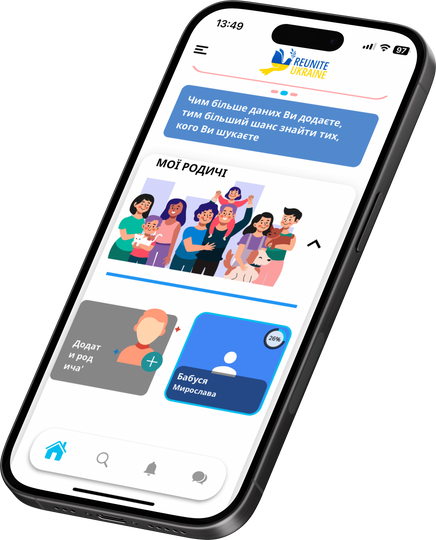 13:49
97
REUNITE
UKRAINE
Чим більше даних Ви додаєте,
тим більший шанс знайти тих,
кого Ви шукаєте
МОЇ РОДИЧІ
Додат
и род
ича'
26%
Бабуся
Мирослава